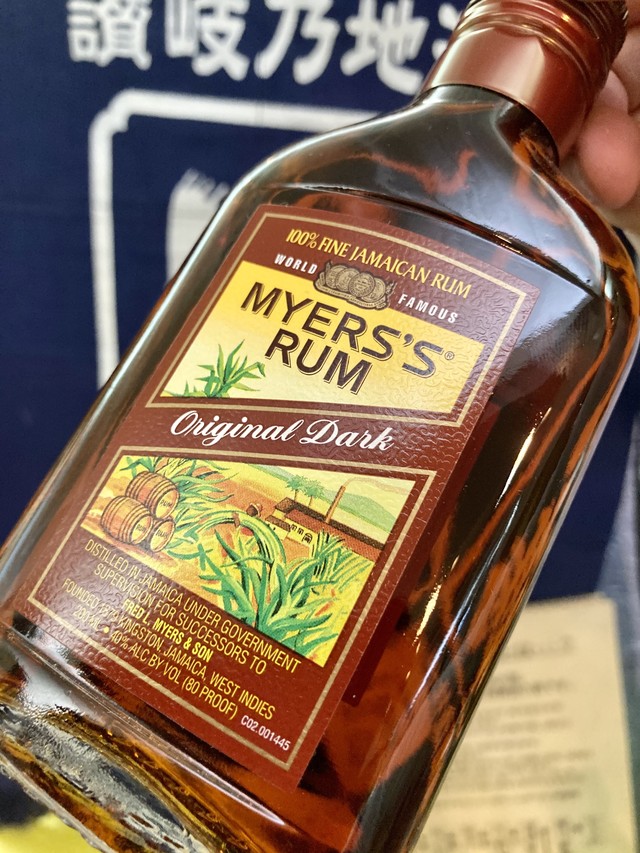 讃岐乃地
100% FINE JAMAICAN RUM
WORLD FAMOUS
MYERS'S®
RUM
Original Dark
DISTILLED IN JAMAICA UNDER GOVERNMENT
SUPERVISION FOR SUCCESSORS TO
FRED L. MYERS & SON
KINGSTON, JAMAICA, WEST INDIES
40% ALC BY VOL (80 PROOF)
C02.001445